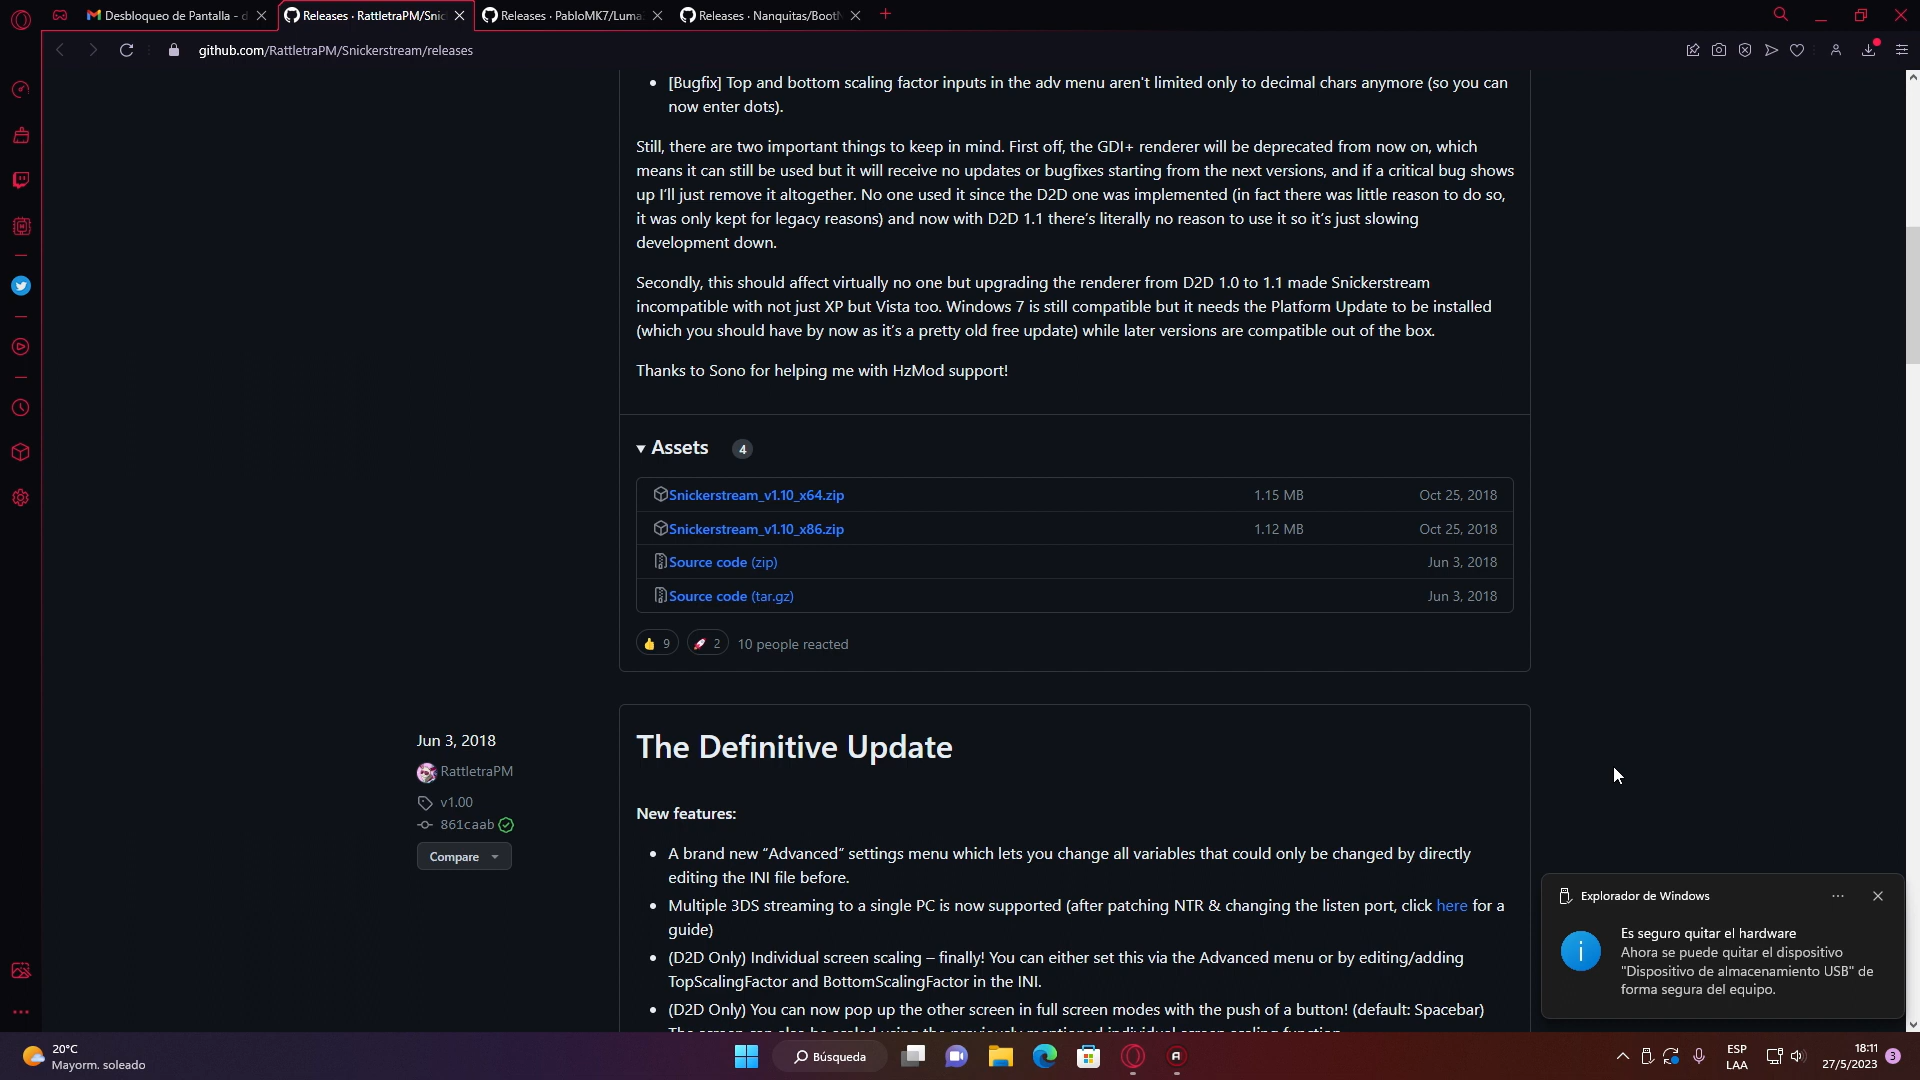 Desbloqueo de Pantalla - d
Releases · RattletraPM/Snic
Releases · PabloMK7/Luma
Releases · Nanquitas/BootN
github.com/RattletraPM/Snickerstream/releases
• [Bugfix] Top and bottom scaling factor inputs in the adv menu aren't limited only to decimal chars anymore (so you can
now enter dots).
Still, there are two important things to keep in mind. First off, the GDI+ renderer will be deprecated from now on, which
means it can still be used but it will receive no updates or bugfixes starting from the next versions, and if a critical bug shows
up I'll just remove it altogether. No one used it since the D2D one was implemented (in fact there was little reason to do so,
it was only kept for legacy reasons) and now with D2D 1.1 there's literally no reason to use it so it's just slowing
development down.
Secondly, this should affect virtually no one but upgrading the renderer from D2D 1.0 to 1.1 made Snickerstream
incompatible with not just XP but Vista too. Windows 7 is still compatible but it needs the Platform Update to be installed
(which you should have by now as it's a pretty old free update) while later versions are compatible out of the box.
Thanks to Sono for helping me with HzMod support!
Assets 4
Snickerstream_v1.10_x64.zip 1.15 MB Oct 25, 2018
Snickerstream_v1.10_x86.zip 1.12 MB Oct 25, 2018
Source code (zip) Jun 3, 2018
Source code (tar.gz) Jun 3, 2018
9 2 10 people reacted
Jun 3, 2018
RattletraPM
v1.00
861caab
Compare
The Definitive Update
New features:
• A brand new "Advanced" settings menu which lets you change all variables that could only be changed by directly
editing the INI file before.
• Multiple 3DS streaming to a single PC is now supported (after patching NTR & changing the listen port, click here for a
guide)
• (D2D Only) Individual screen scaling – finally! You can either set this via the Advanced menu or by editing/adding
TopScalingFactor and BottomScalingFactor in the INI.
• (D2D Only) You can now pop up the other screen in full screen modes with the push of a button! (default: Spacebar)
The screen can also be scaled using the previously mentioned individual screen scaling function.
Explorador de Windows
Es seguro quitar el hardware
Ahora se puede quitar el dispositivo
"Dispositivo de almacenamiento USB" de
forma segura del equipo.
20°C
Mayorm. soleado
Búsqueda
ESP
LAA
18:11
27/5/2023
3